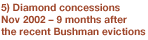 5) Diamond concessions
Nov 2002 – 9 months after
the recent Bushman evictions